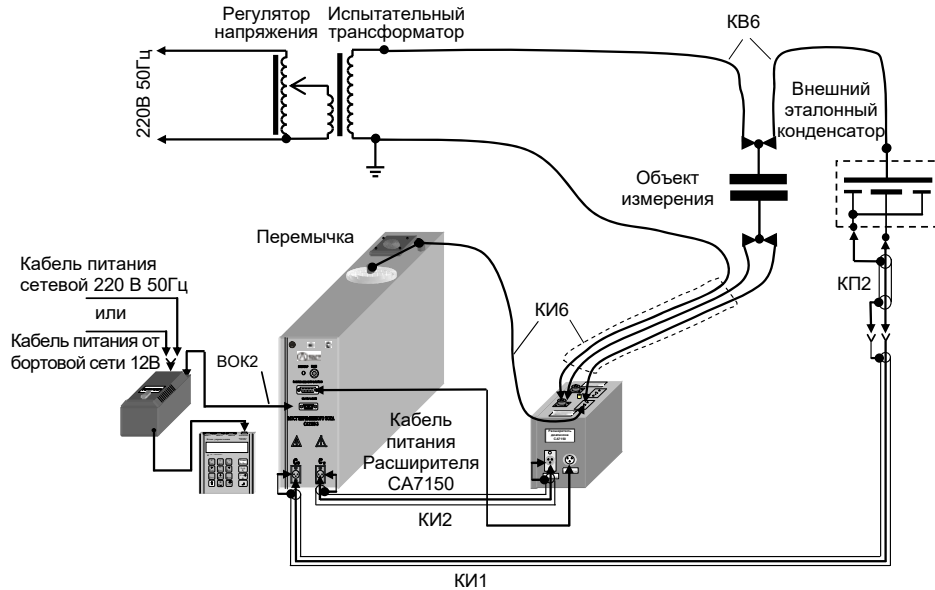 Регулятор
напряжения
Испытательный
трансформатор
КВ6
220В 50Гц
Внешний
эталонный
конденсатор
Объект
измерения
Перемычка
Кабель питания
сетевой 220 В 50Гц
или
Кабель питания от
бортовой сети 12В
ВОК2
КИ6
КП2
Кабель
питания
Расширителя
СА7150
КИ2
КИ1